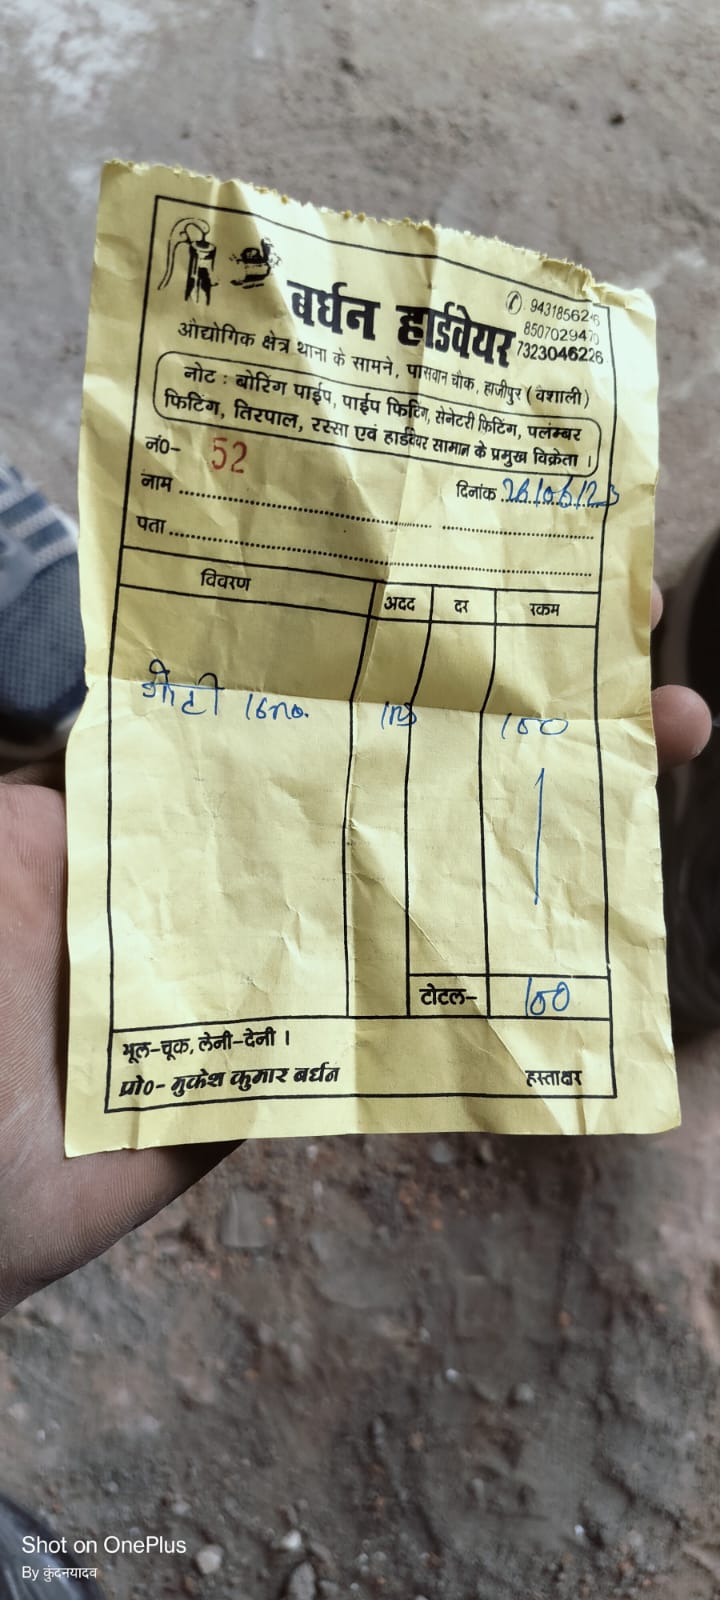 बर्धन हार्डवेयर
9431856246
8507029470
7323046226
औद्योगिक क्षेत्र थाना के सामने, पासवान चौक, हाजीपुर (वैशाली)
नोट : बोरिंग पाईप, पाईप फिटिंग, सेनेटरी फिटिंग, पलम्बर
फिटिंग, तिरपाल, रस्सा एवं हार्डवेयर सामान के प्रमुख विक्रेता ।
नं0- 52
नाम
दिनांक 26/06/23
पता
विवरण अदद दर रकम
16no. 100
टोटल- 100
भूल-चूक, लेनी-देनी ।
प्रो0- मुकेश कुमार बर्धन हस्ताक्षर
Shot on OnePlus
By कुंदनयादव